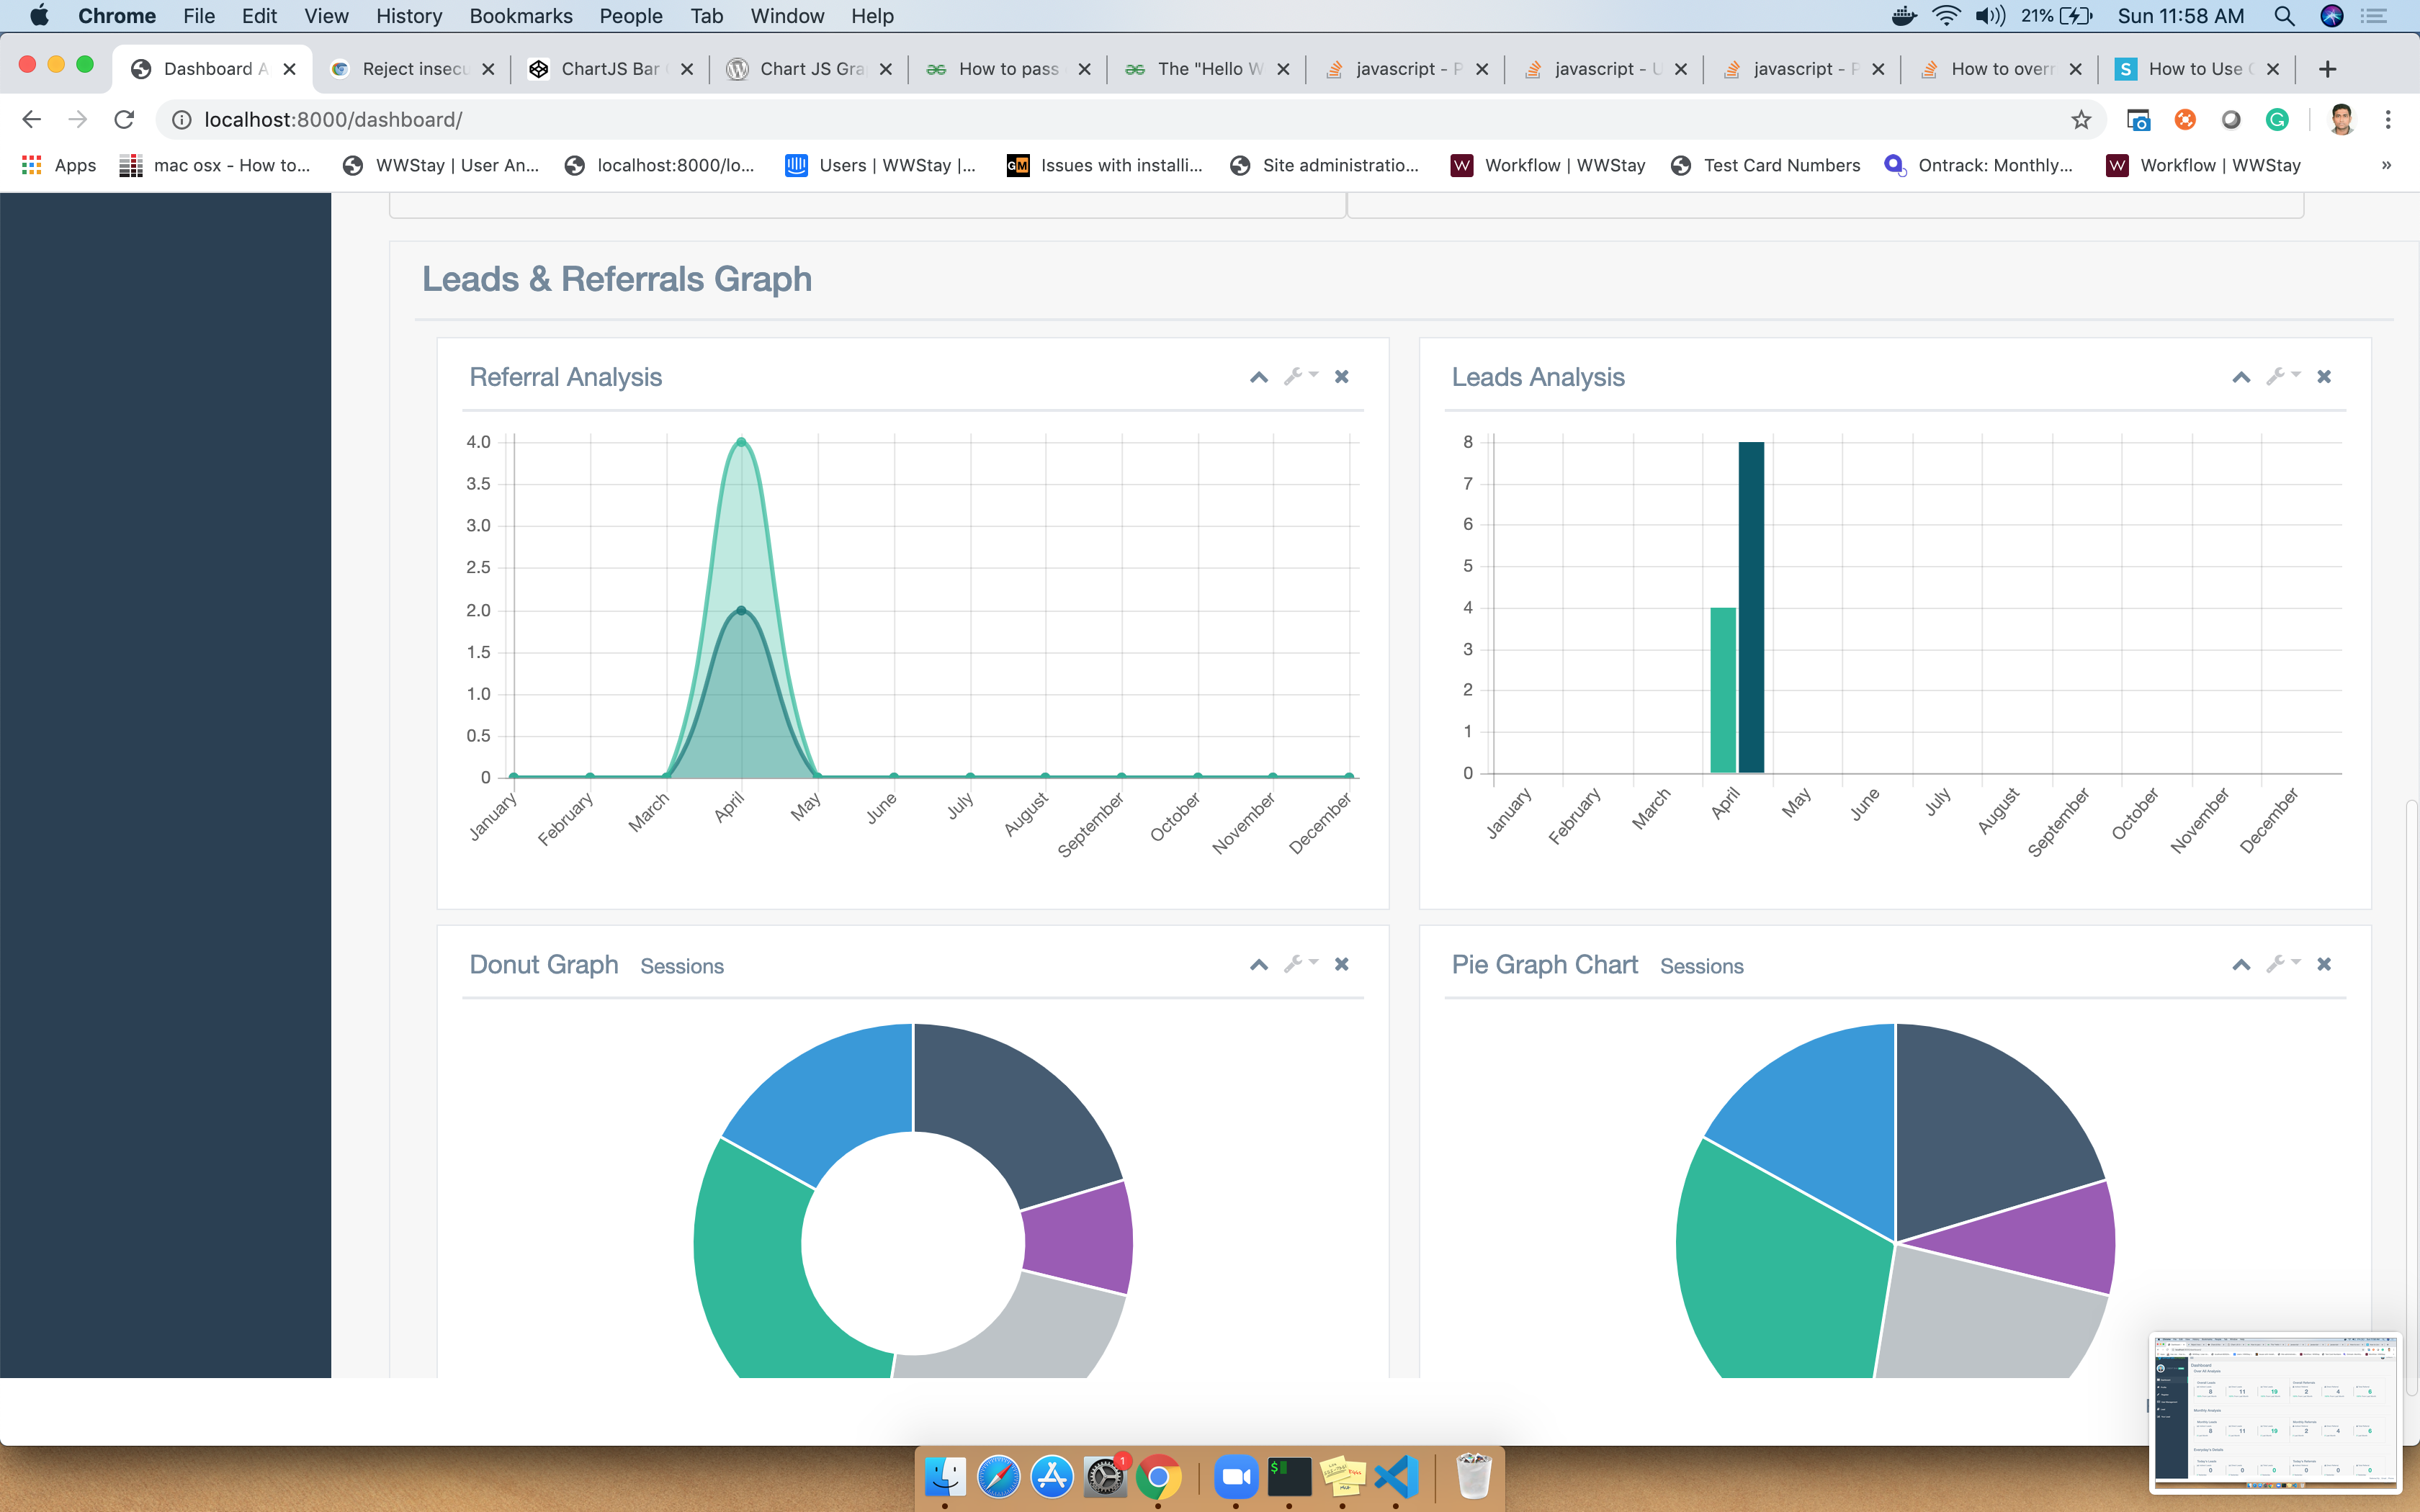 Chrome File Edit View History Bookmarks People Tab Window Help 21% Sun 11:58 AM
Dashboard A Reject insecu ChartJS Bar Chart JS Gra How to pass The "Hello W javascript - P javascript - U javascript - P How to overr How to Use
localhost:8000/dashboard/
Apps mac osx - How to... WWStay | User An... localhost:8000/lo... Users | WWStay |... Issues with installi... Site administratio... Workflow | WWStay Test Card Numbers Ontrack: Monthly... Workflow | WWStay »
Leads & Referrals Graph
Referral Analysis
4.0
3.5
3.0
2.5
2.0
1.5
1.0
0.5
0
January February March April May June July August September October November December
Leads Analysis
8
7
6
5
4
3
2
1
0
January February March April May June July August September October November December
Donut Graph Sessions
Pie Graph Chart Sessions
1